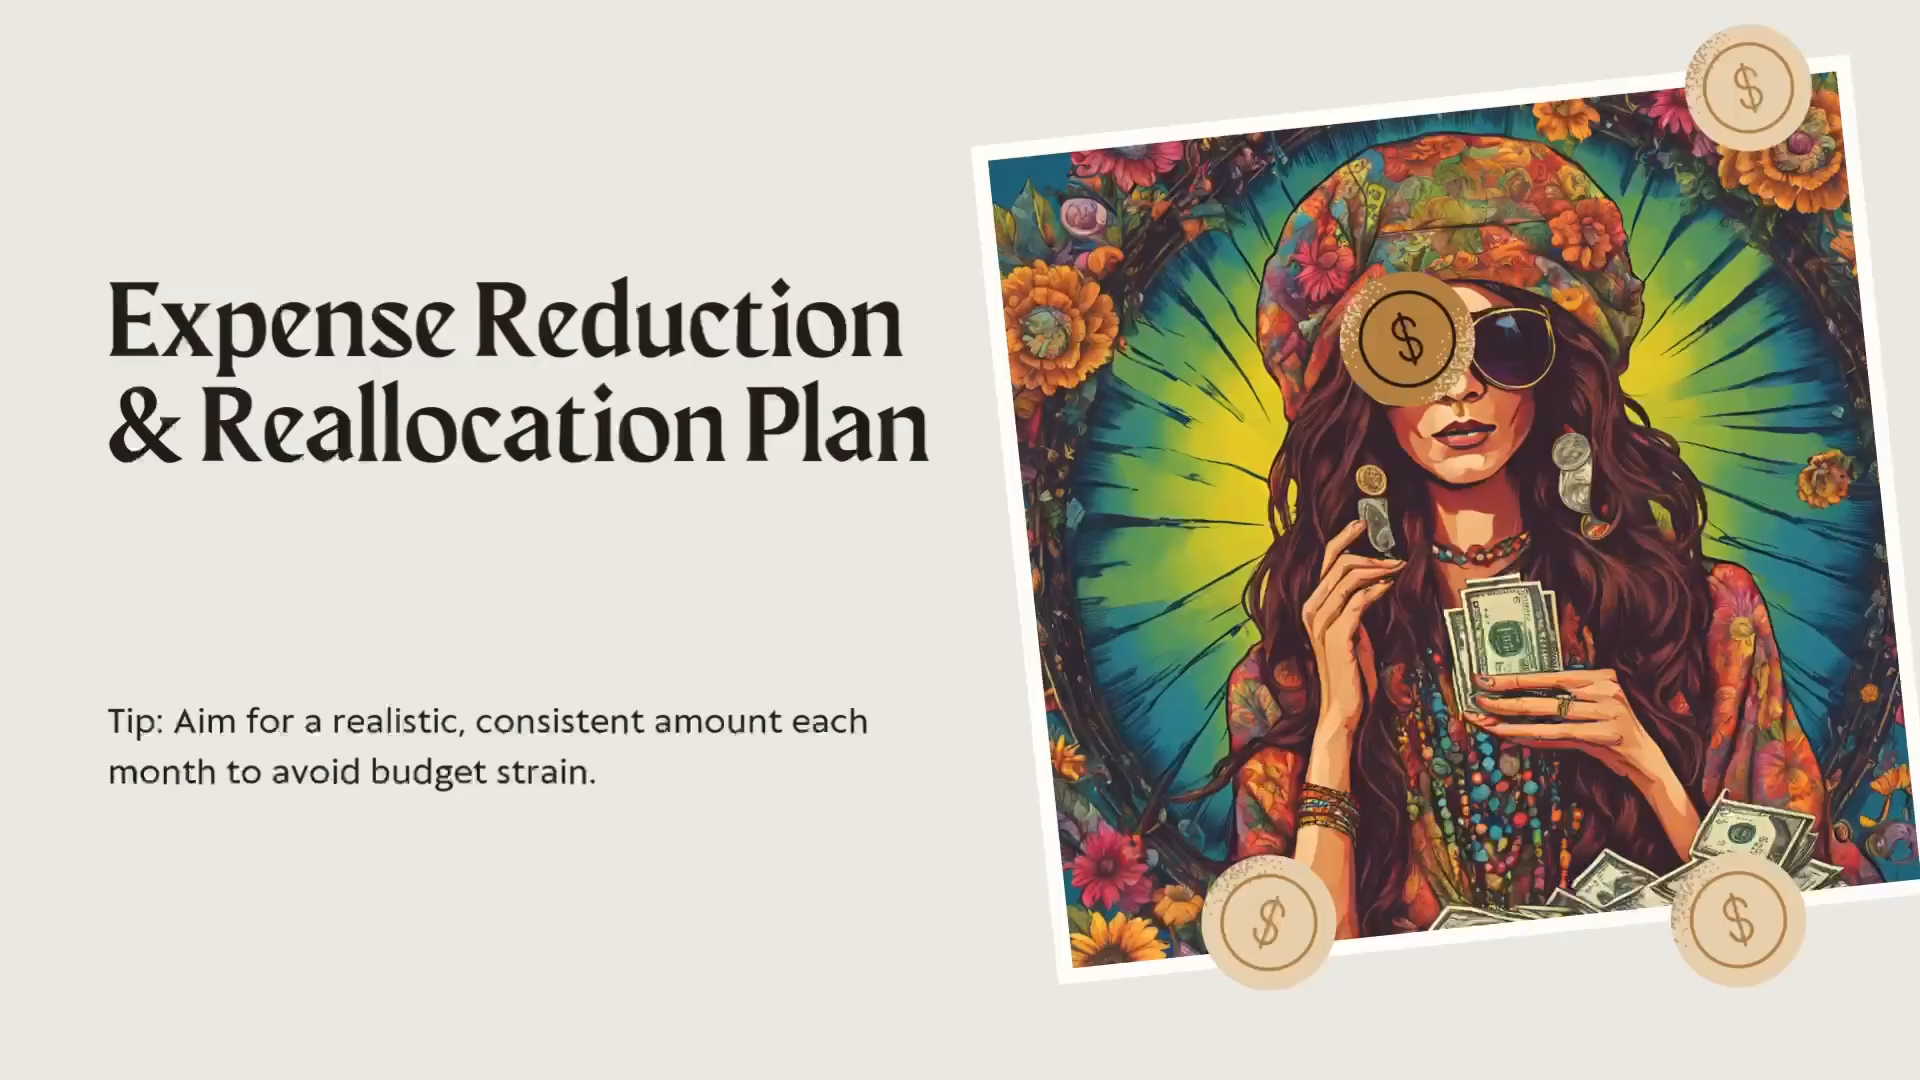 Expense Reduction
& Reallocation Plan
Tip: Aim for a realistic, consistent amount each
month to avoid budget strain.
$
$
$
$